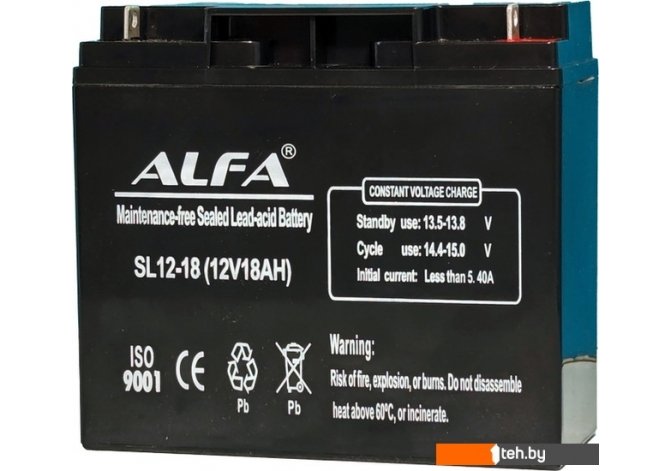 ALFA®
Maintenance-free Sealed Lead-acid Battery
SL12-18 (12V18AH)
CONSTANT VOLTAGE CHARGE
Standby use: 13.5-13.8 V
Cycle use: 14.4-15.0 V
Initial current: Less than 5.40A
ISO
9001
CE
Pb
Pb
Warning:
Risk of fire, explosion, or burns. Do not disassemble
heat above 60℃, or incinerate.
1teh.by